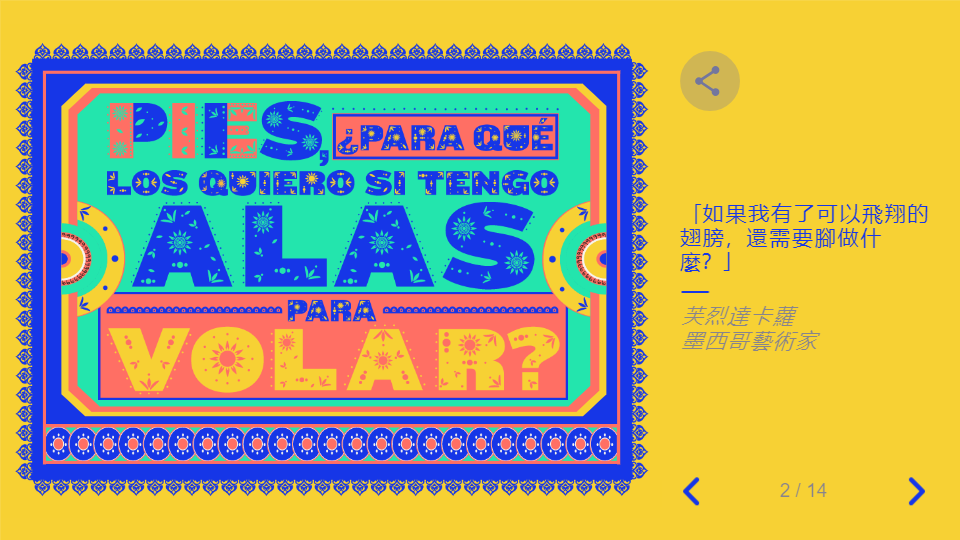 PIES, ¿PARA QUÉ
LOS QUIERO SI TENGO
ALAS
PARA
VOLAR?
「如果我有了可以飛翔的
翅膀，還需要腳做什
麼？」
芙烈達卡蘿
墨西哥藝術家
2 / 14